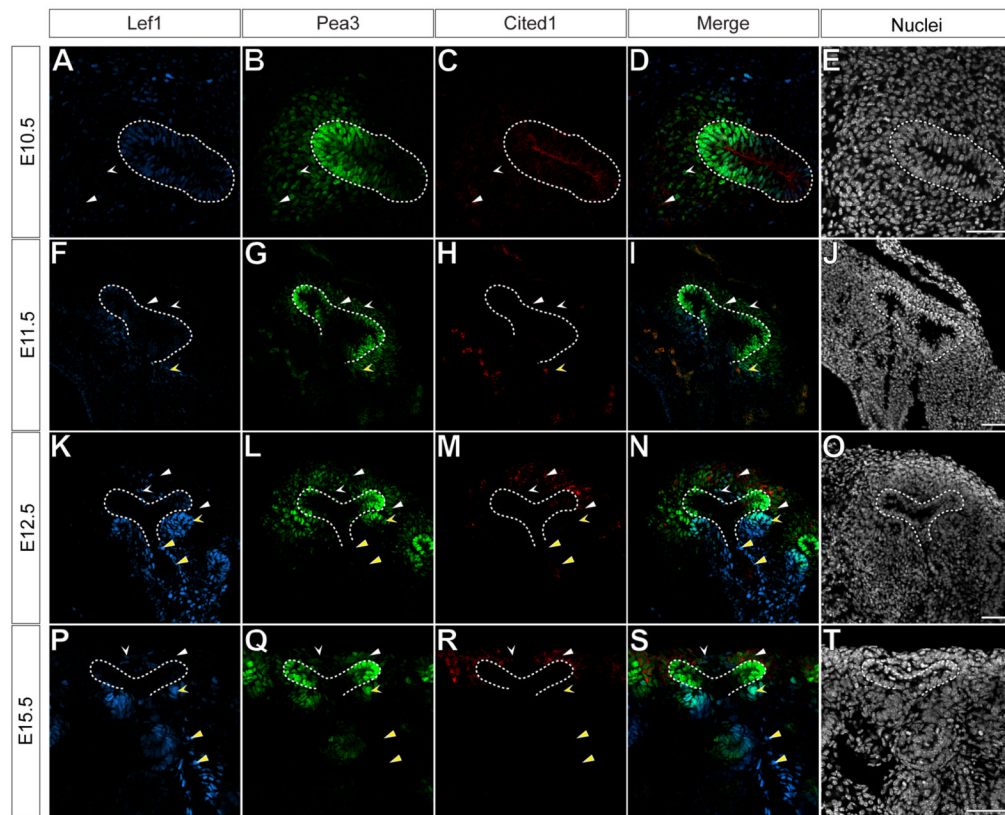 Lef1 Pea3 Cited1 Merge Nuclei
E10.5 A B C D E
E11.5 F G H I J
E12.5 K L M N O
E15.5 P Q R S T